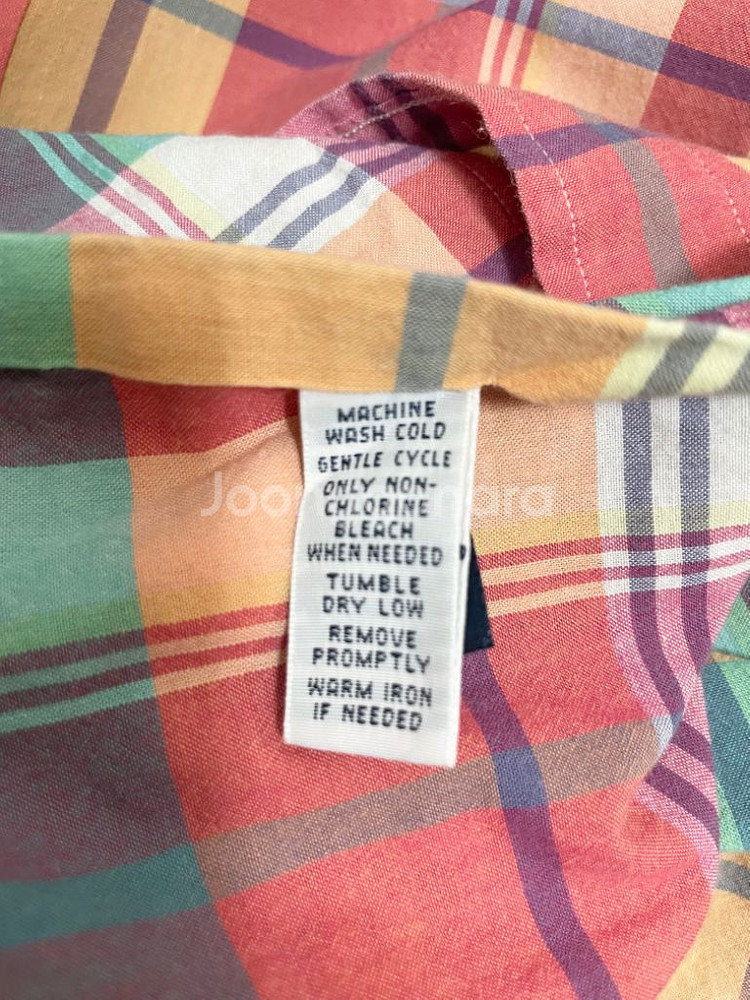 MACHINE
WASH COLD
GENTLE CYCLE
ONLY NON-
CHLORINE
BLEACH
WHEN NEEDED
TUMBLE
DRY LOW
REMOVE
PROMPTLY
WARM IRON
IF NEEDED